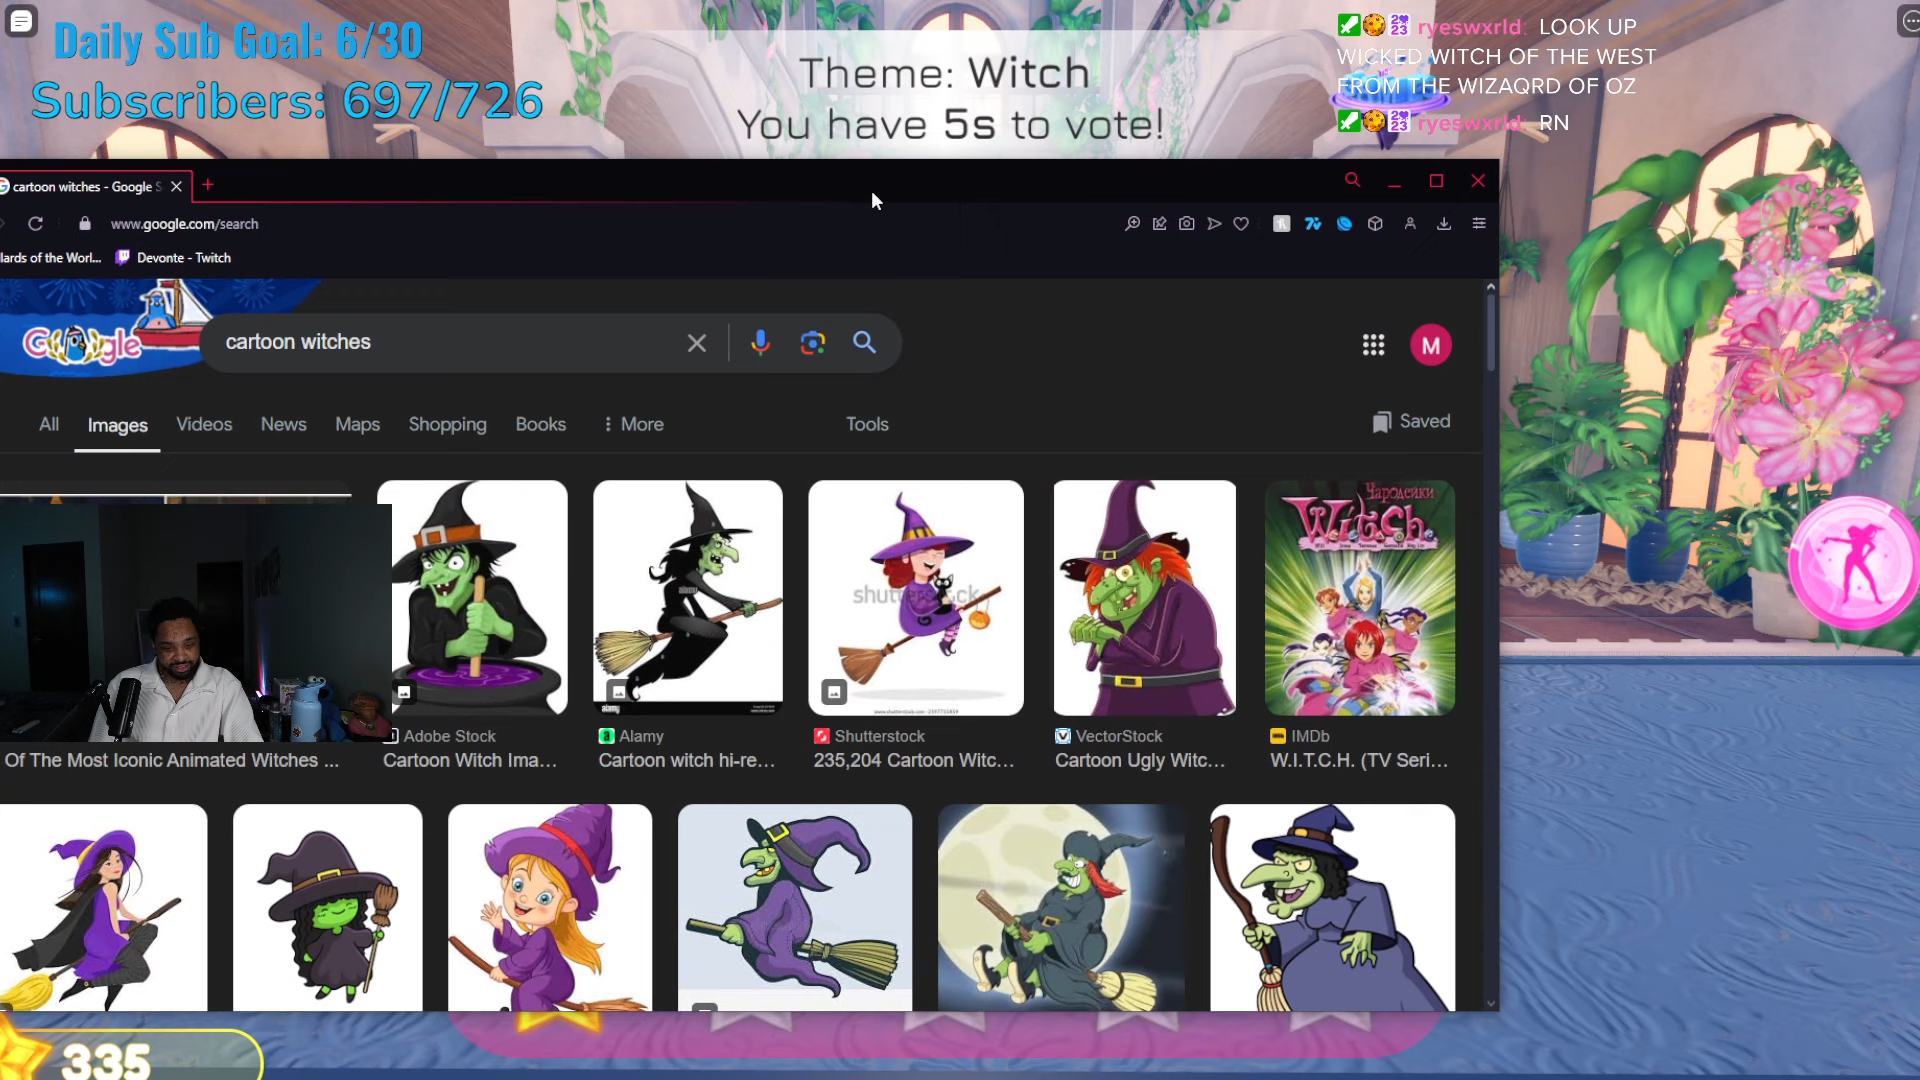 Daily Sub Goal: 6/30
Subscribers: 697/726
Theme: Witch
You have 5s to vote!
ryeswxrld: LOOK UP
WICKED WITCH OF THE WEST
FROM THE WIZAQRD OF OZ
ryeswxrld: RN
cartoon witches - Google S
www.google.com/search
lards of the Worl...
Devonte - Twitch
Google
cartoon witches
M
All
Images
Videos
News
Maps
Shopping
Books
More
Tools
Saved
Чародейки
W.i.t.c.h.
shutterstock
alamy
alamy
Adobe Stock
Alamy
Shutterstock
VectorStock
IMDb
Of The Most Iconic Animated Witches ...
Cartoon Witch Ima...
Cartoon witch hi-re...
235,204 Cartoon Witc...
Cartoon Ugly Witc...
W.I.T.C.H. (TV Seri...
335